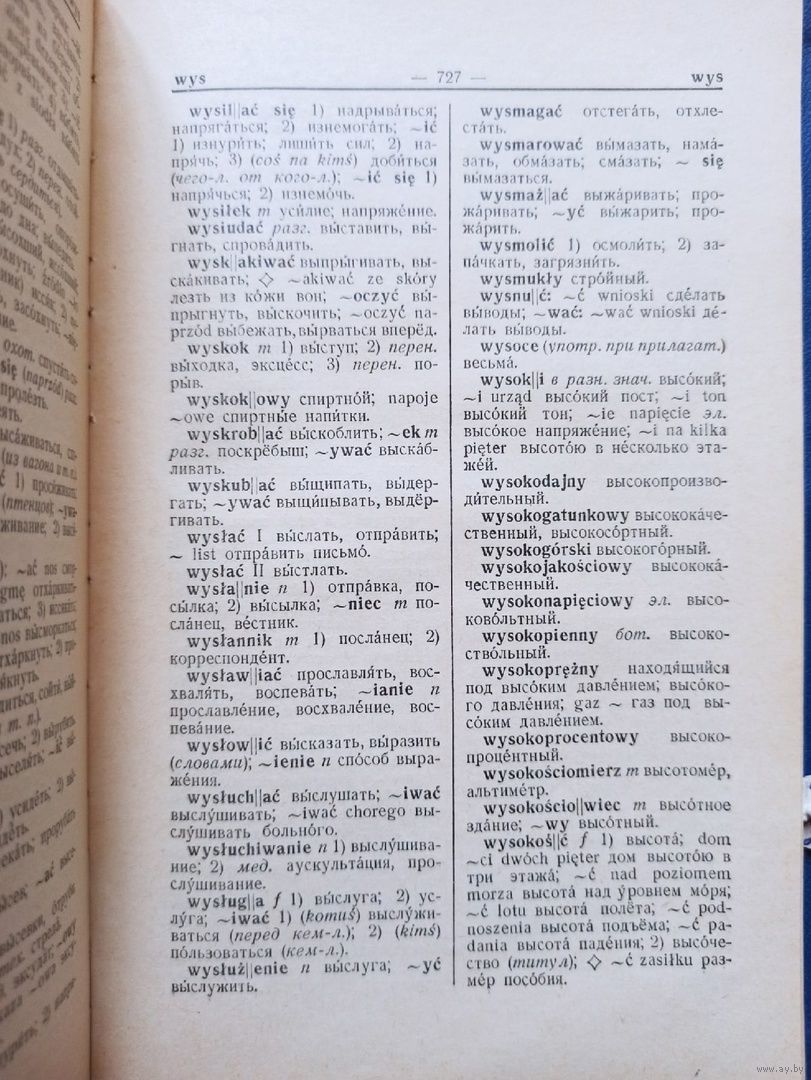 wys — 727 — wys
wysil||ać się 1) надрыва́ться;
напряга́ться; 2) изнемога́ть; ~ić
1) изнури́ть; лиши́ть сил; 2) на-
пря́чь; 3) (coś na kimś) доби́ться
(чего-л. от кого-л.); ~ić się 1)
напря́чься; 2) изнемо́чь.
wysiłek m уси́лие; напряже́ние.
wysiudać разг. вы́ставить, вы́-
гнать, спрова́дить.
wysk||akiwać выпры́гивать, вы-
ска́кивать; ◇ ~akiwać ze skóry
лезть из ко́жи вон; ~oczyć вы́-
прыгнуть, вы́скочить; ~oczyć na-
przód вы́бежать, вы́рваться вперёд.
wyskok m 1) вы́ступ; 2) перен.
вы́ходка, эксце́сс; 3) перен. по-
ры́в.
wyskok||owy спиртно́й; napoje
~owe спиртны́е напи́тки.
wyskrob||ać вы́скоблить; ~ek m
разг. поскрёбыш; ~ywać выска́б-
ливать.
wyskub||ać вы́щипать, вы́дер-
гать; ~ywać выщи́пывать, выдёр-
гивать.
wysłać I вы́слать, отпра́вить;
~ list отпра́вить письмо́.
wysłać II вы́стлать.
wysła||nie n 1) отпра́вка, по-
сы́лка; 2) вы́сылка; ~niec m по-
сла́нец, ве́стник.
wysłannik m 1) посла́нец; 2)
корреспонде́нт.
wysław||iać прославля́ть, вос-
хваля́ть, воспева́ть; ~ianie n
прославле́ние, восхвале́ние, вос-
пева́ние.
wysłow||ić вы́сказать, вы́разить
(словами); ~ienie n спо́соб выра-
же́ния.
wysłuch||ać вы́слушать; ~iwać
выслу́шивать; ~iwać chorego вы-
слу́шивать больно́го.
wysłuchiwanie n 1) выслу́шива-
ние; 2) мед. аускульта́ция, про-
слу́шивание.
wysług||a f 1) вы́слуга; 2) ус-
лу́га; ~iwać 1) (komuś) выслу́жи-
ваться (перед кем-л.); 2) (kimś)
по́льзоваться (кем-л.).
wysłuż||enie n вы́слуга; ~yć
вы́служить.
wysmagać отстега́ть, отхле-
ста́ть.
wysmarować вы́мазать, нама́-
зать, обма́зать; сма́зать; ~ się
вы́мазаться.
wysmaż||ać выжа́ривать; про-
жа́ривать; ~yć вы́жарить; про-
жа́рить.
wysmolić 1) осмоли́ть; 2) за-
па́чкать, загрязни́ть.
wysmukły стро́йный.
wysnu||ć: ~ć wnioski сде́лать
вы́воды; ~wać: ~wać wnioski де́-
лать вы́воды.
wysoce (употр. при прилагат.)
весьма́.
wysok||i в разн. знач. высо́кий;
~i urząd высо́кий пост; ~i ton
высо́кий тон; ~ie napięcie эл.
высо́кое напряже́ние; ~i na kilka
pięter высото́ю в не́сколько эта-
же́й.
wysokodajny высокопроизво-
ди́тельный.
wysokogatunkowy высокока́че-
ственный, высокосо́ртный.
wysokogórski высокого́рный.
wysokojakościowy высокока́-
чественный.
wysokonapięciowy эл. высо-
ково́льтный.
wysokopienny бот. высоко-
ство́льный.
wysokoprężny находя́щийся
под высо́ким давле́нием; высо́ко-
го давле́ния; gaz ~ газ под вы-
со́ким давле́нием.
wysokoprocentowy высоко-
проце́нтный.
wysokościomierz m высотоме́р,
альтиме́тр.
wysokościo||wiec m высо́тное
зда́ние; ~wy высо́тный.
wysokoś||ć f 1) высота́; dom
~ci dwóch pięter дом высото́ю в
три этажа́; ~ć nad poziomem
morza высота́ над у́ровнем мо́ря;
~ć lotu высота́ полёта; ~ć pod-
noszenia высота́ подъёма; ~ć pa-
dania высота́ паде́ния; 2) высо́че-
ство (титул); ◇ ~ć zasiłku раз-
ме́р посо́бия.
www.ay.by